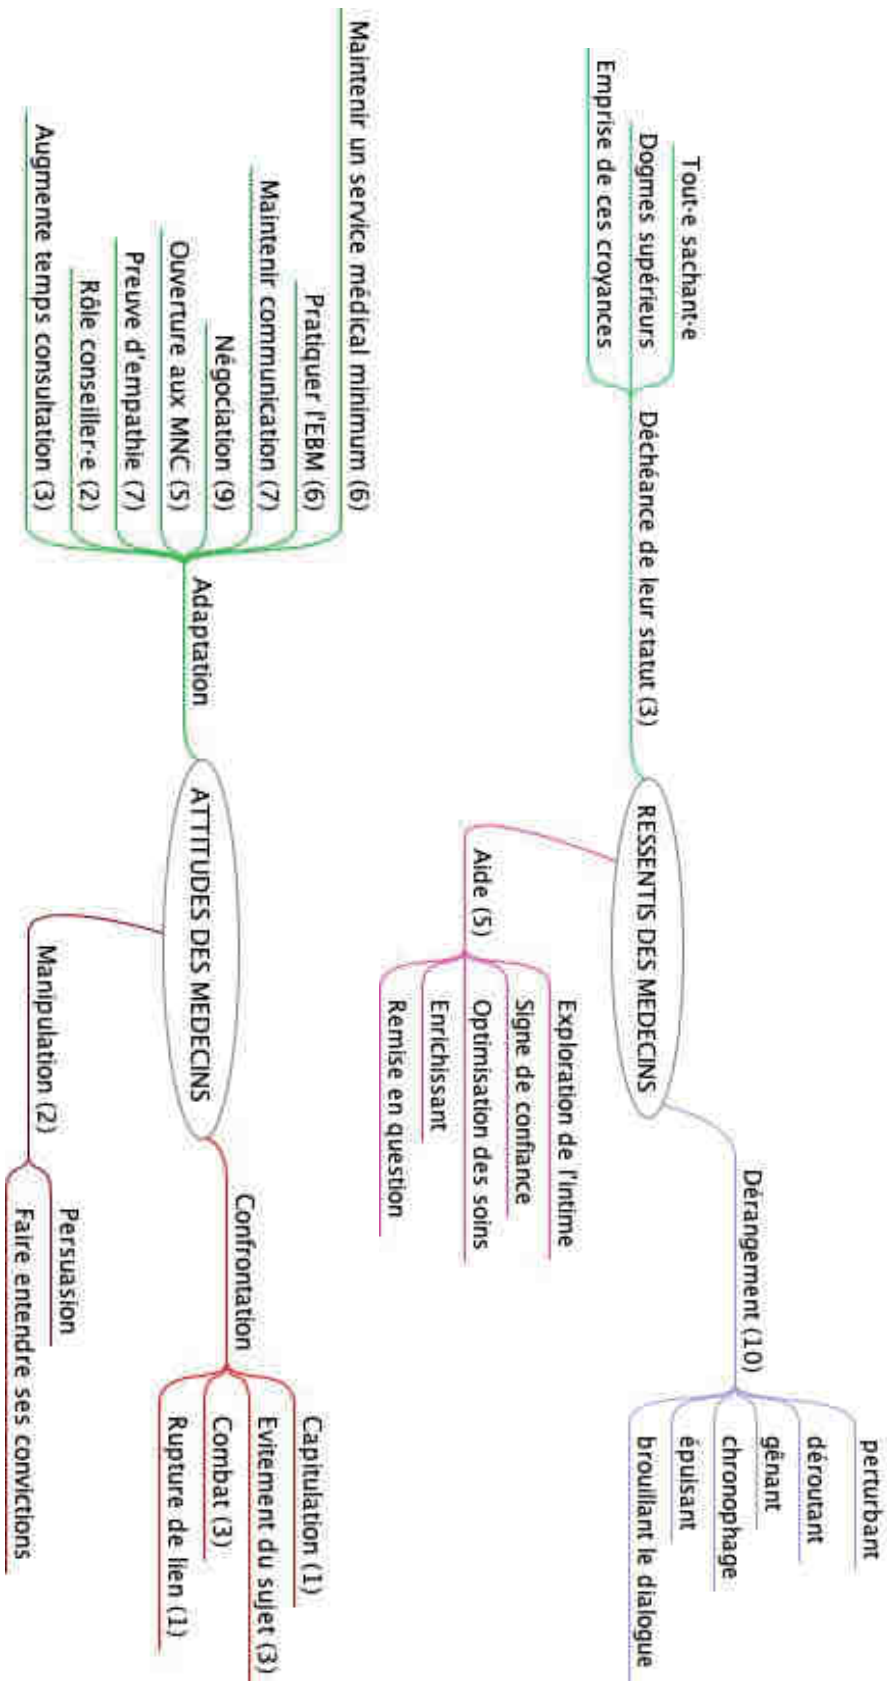 RESSENTIS DES MEDECINS
Déchéance de leur statut (3)
Tout·e sachant·e
Dogmes supérieurs
Emprise de ces croyances
Dérangement (10)
perturbant
déroutant
gênant
chronophage
épuisant
brouillant le dialogue
Aide (5)
Exploration de l'intime
Signe de confiance
Optimisation des soins
Enrichissant
Remise en question
ATTITUDES DES MEDECINS
Adaptation
Maintenir un service médical minimum (6)
Pratiquer l'EBM (6)
Maintenir communication (7)
Négociation (9)
Ouverture aux MNC (5)
Preuve d'empathie (7)
Rôle conseiller·e (2)
Augmente temps consultation (3)
Confrontation
Capitulation (1)
Evitement du sujet (3)
Combat (3)
Rupture de lien (1)
Manipulation (2)
Persuasion
Faire entendre ses convictions